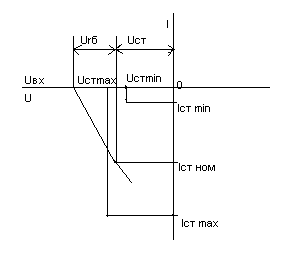 I
Urб Uст
Uвх Uстmax Uстmin 0
U
Iст min
Iст ном
Iст max